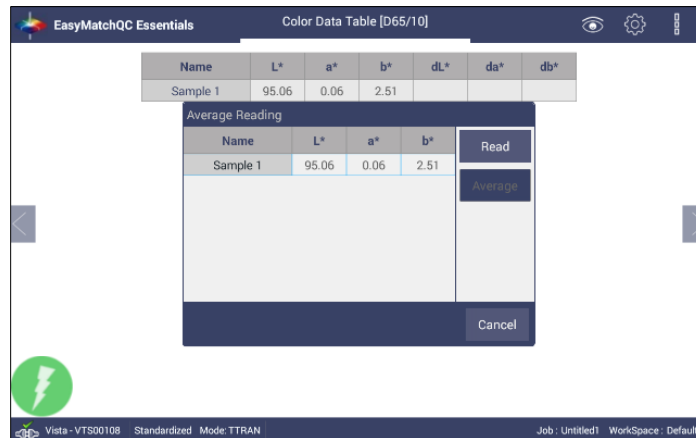 EasyMatchQC Essentials Color Data Table [D65/10]
Name L* a* b* dL* da* db*
Sample 1 95.06 0.06 2.51
Average Reading
Name L* a* b* Read
Sample 1 95.06 0.06 2.51
Average
Cancel
Vista - VTS00108 Standardized Mode: TTRAN Job : Untitled1 WorkSpace : Default